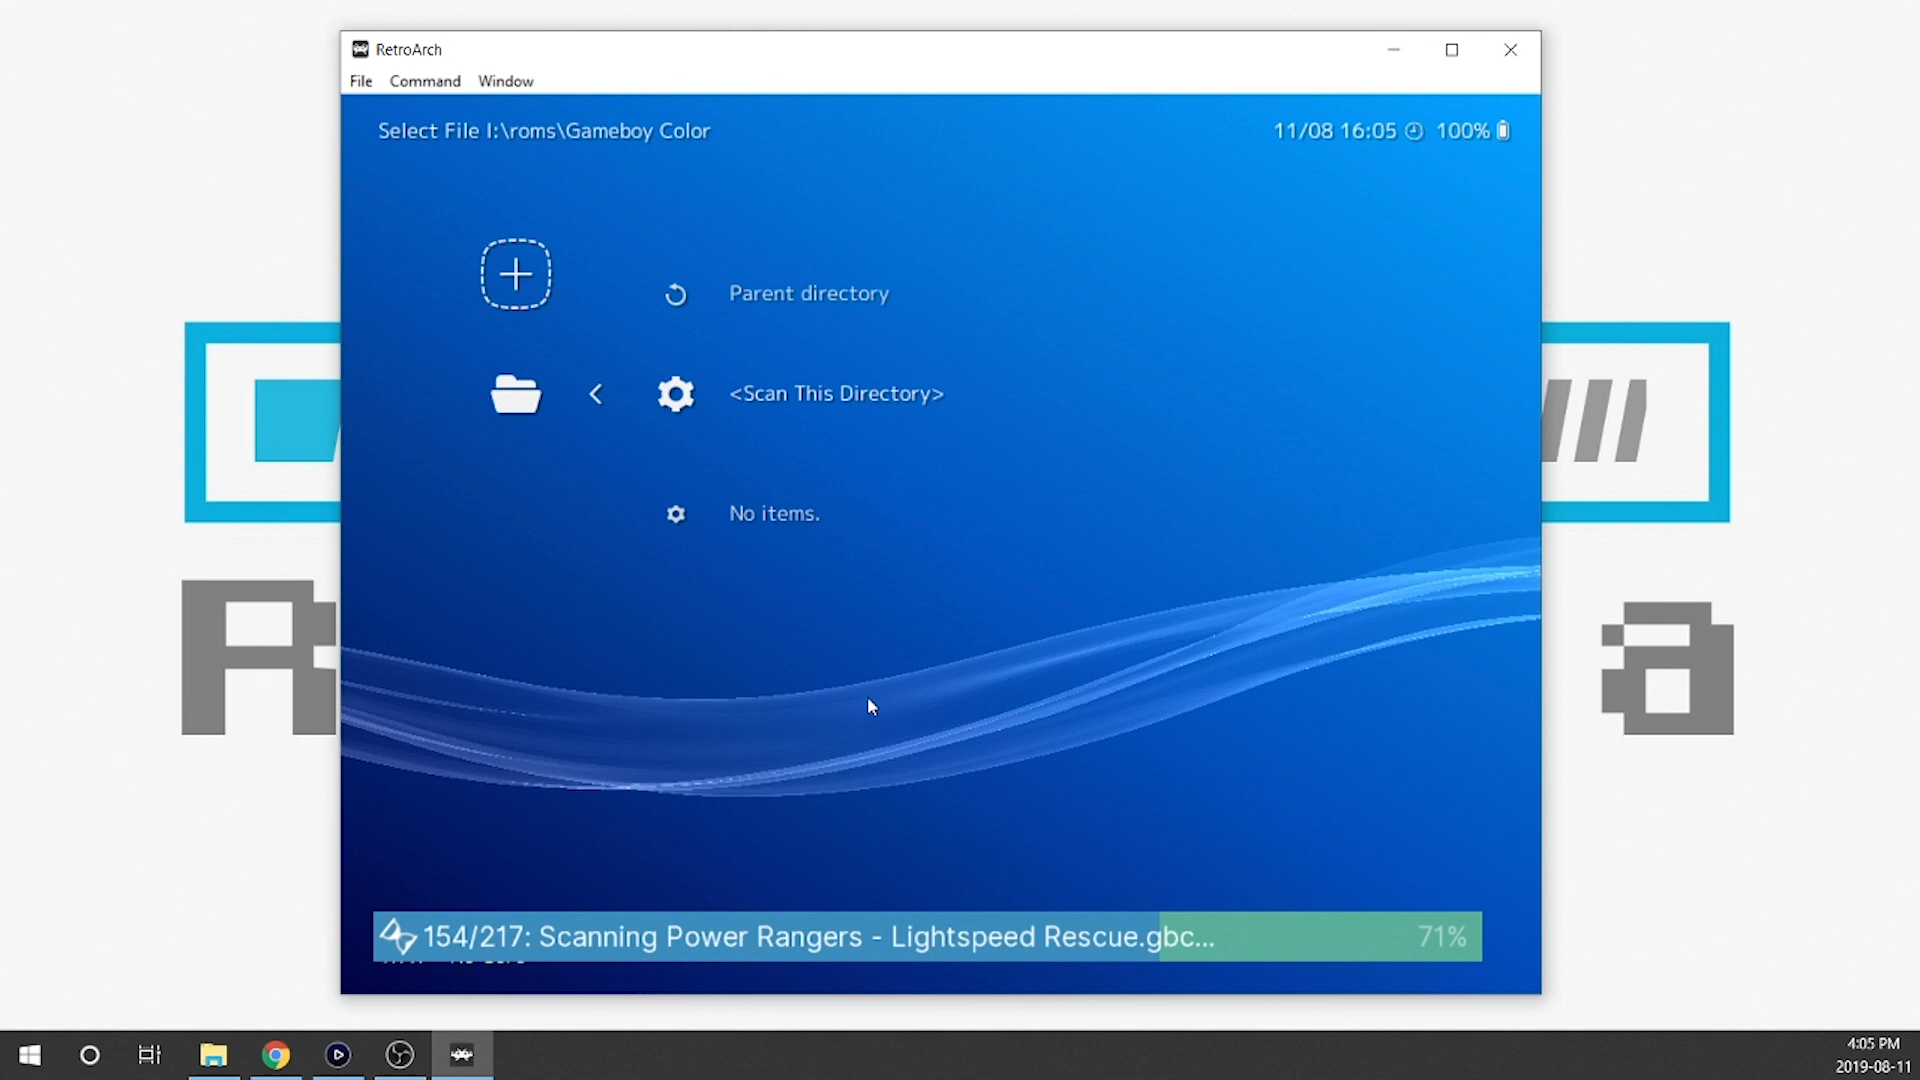 RetroArch
File Command Window
Select File I:\roms\Gameboy Color
11/08 16:05 100%
Parent directory
<Scan This Directory>
No items.
154/217: Scanning Power Rangers - Lightspeed Rescue.gbc... 71%
R
a
4:05 PM
2019-08-11